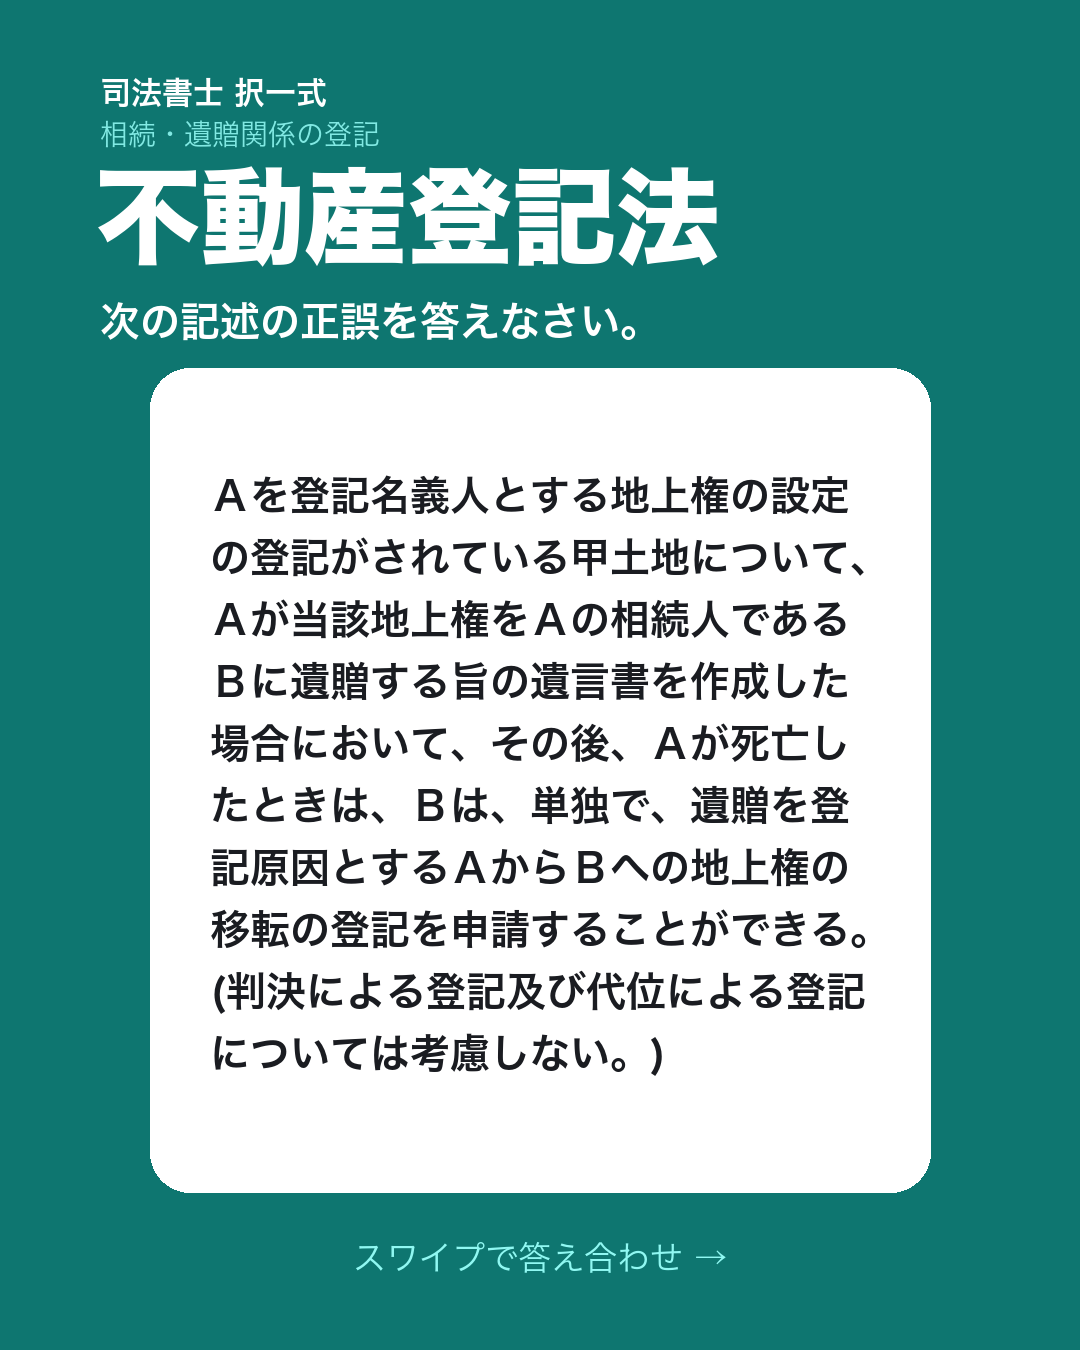 司法書士 択一式
相続・遺贈関係の登記
不動産登記法
次の記述の正誤を答えなさい。
Ａを登記名義人とする地上権の設定
の登記がされている甲土地について、
Ａが当該地上権をＡの相続人である
Ｂに遺贈する旨の遺言書を作成した
場合において、その後、Ａが死亡し
たときは、Ｂは、単独で、遺贈を登
記原因とするＡからＢへの地上権の
移転の登記を申請することができる。
(判決による登記及び代位による登記
については考慮しない。)
スワイプで答え合わせ →